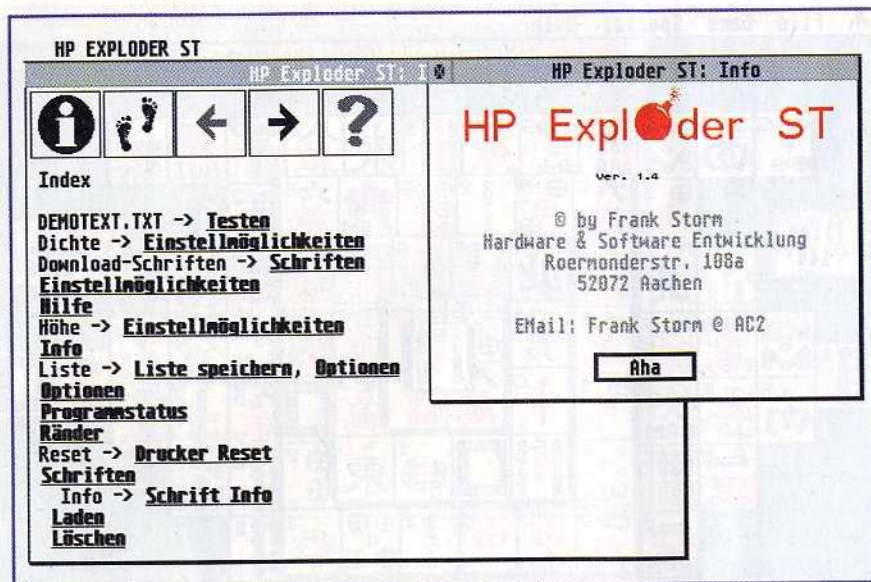 HP EXPLODER ST
HP Exploder ST: I
Index
DEMOTEXT.TXT -> Testen
Dichte -> Einstellmöglichkeiten
Download-Schriften -> Schriften
Einstellmöglichkeiten
Hilfe
Höhe -> Einstellmöglichkeiten
Info
Liste -> Liste speichern, Optionen
Optionen
Programmstatus
Ränder
Reset -> Drucker Reset
Schriften
Info -> Schrift Info
Laden
Löschen
HP Exploder ST: Info
HP Expl der ST
Ver. 1.4
© by Frank Storm
Hardware & Software Entwicklung
Roermonderstr. 108a
52072 Aachen
EMail: Frank Storm @ AC2
Aha